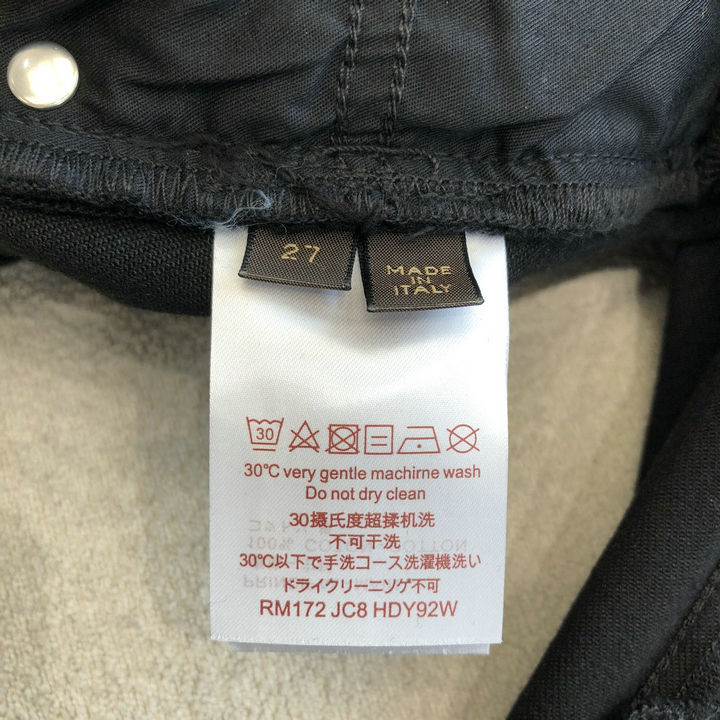 27
MADE
IN
ITALY
30
30℃ very gentle machirne wash
Do not dry clean
30摄氏度超揉机洗
不可干洗
30℃以下で手洗コース洗濯機洗い
ドライクリーニソゲ不可
RM172 JC8 HDY92W